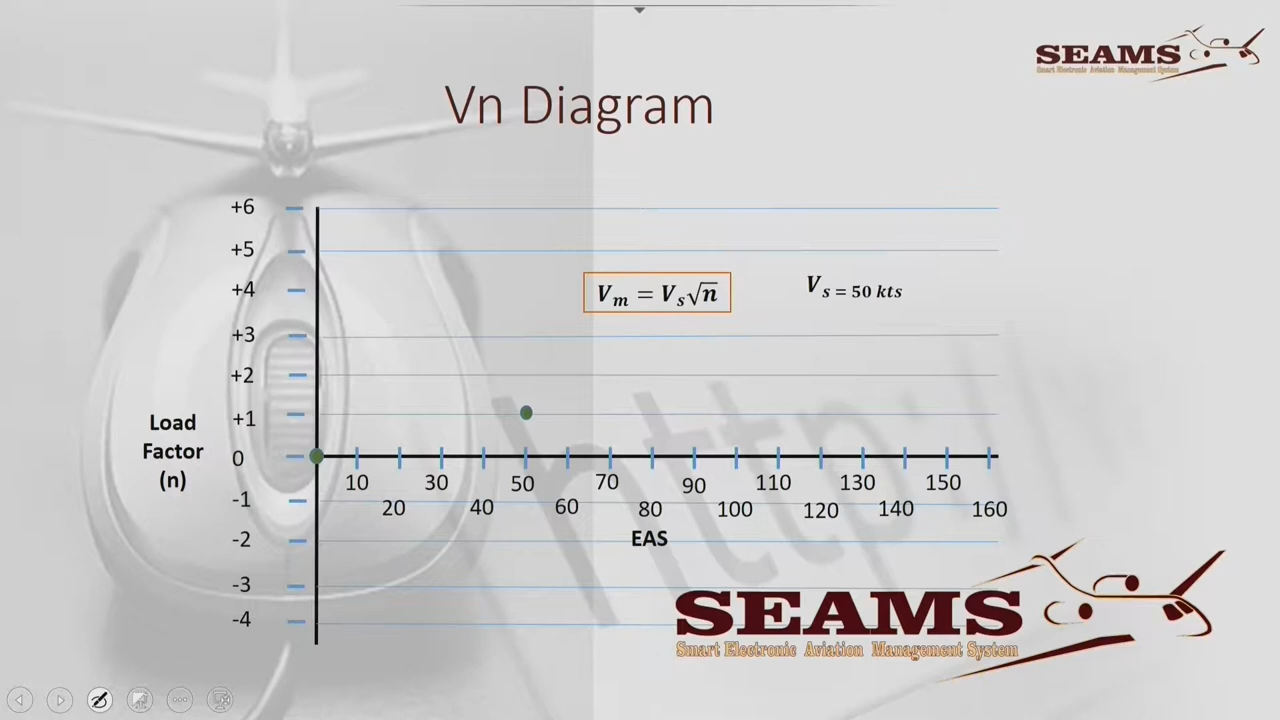 SEAMS
Smart Electronic Aviation Management System
Vn Diagram
+6
+5
+4
+3
+2
+1
0
-1
-2
-3
-4
Load
Factor
(n)
V_m = V_s√n
V_s = 50 kts
10 30 50 70 90 110 130 150
20 40 60 80 100 120 140 160
EAS
http://
SEAMS
Smart Electronic Aviation Management System